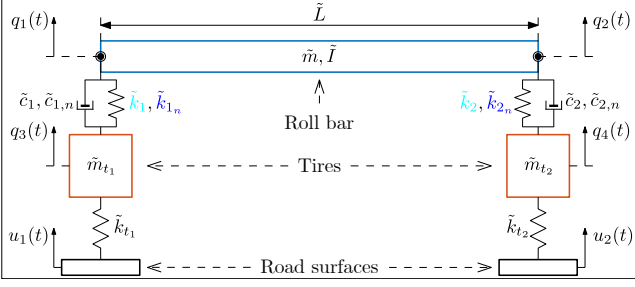 q₁(t) L̃ q₂(t)
m̃, Ĩ
c̃₁, c̃₁,ₙ k̃₁, k̃₁ₙ k̃₂, k̃₂ₙ c̃₂, c̃₂,ₙ
Roll bar
q₃(t) q₄(t)
m̃ₜ₁ Tires m̃ₜ₂
u₁(t) k̃ₜ₁ k̃ₜ₂ u₂(t)
Road surfaces